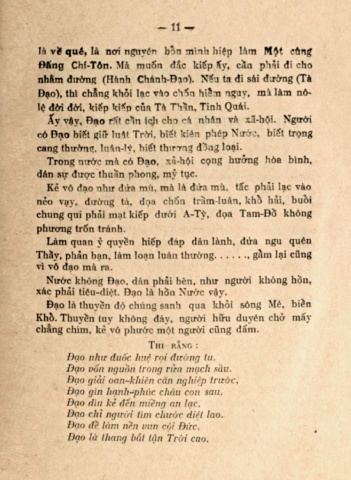 — 11 —
là về quê, là nơi nguyên bổn mình hiệp làm Một cùng
Đấng Chí-Tôn. Mà muốn đắc kiếp ấy, cần phải đi cho
nhằm đường (Hành Chánh-Đạo). Nếu ta đi sái đường (Tà
Đạo), thì chẳng khỏi lạc vào chốn hiểm nguy, mà làm nô-
lệ đời đời, kiếp kiếp của Tà Thần, Tinh Quái.
Ấy vậy, Đạo rất cần ích cho cá nhân và xã-hội. Người
có Đạo biết giữ luật Trời, biết kiên phép Nước, biết trọng
cang thường, luân-lý, biết thương đồng loại.
Trong nước mà có Đạo, xã-hội cọng hưởng hòa bình,
dân sự được thuần phong, mỹ tục.
Kẻ vô đạo như đứa mù, mà là đứa mù, tất phải lạc vào
nẻo vạy, đường tà, đọa chốn trầm-luân, khổ hải, buổi
chung qui phải mạt kiếp dưới A-Tỳ, đọa Tam-Đồ không
phương trốn tránh.
Làm quan ỷ quyền hiếp đáp dân lành, đứa ngu quên
Thầy, phản bạn, làm loạn luân thường......, gẫm lại cũng
vì vô đạo mà ra.
Nước không Đạo, dân phải hèn, như người không hồn,
xác phải tiêu-diệt. Đạo là hồn Nước vậy.
Đạo là thuyền độ chúng sanh qua khỏi sông Mê, biển
Khổ. Thuyền tuy không đáy, người hữu duyên chở mấy
chẳng chìm, kẻ vô phước một người cũng đắm.
THI RẰNG :
Đạo như đuốc huệ rọi đường tu.
Đạo vốn nguồn trong rửa mạch sầu.
Đạo giải oan-khiên căn nghiệp trước,
Đạo gìn hạnh-phúc cháu con sau.
Đạo dìu kẻ đến miếng an lạc,
Đạo chỉ người tìm chước diệt lao.
Đạo để làm nền vun cội Đức,
Đạo là thang bắt tận Trời cao.